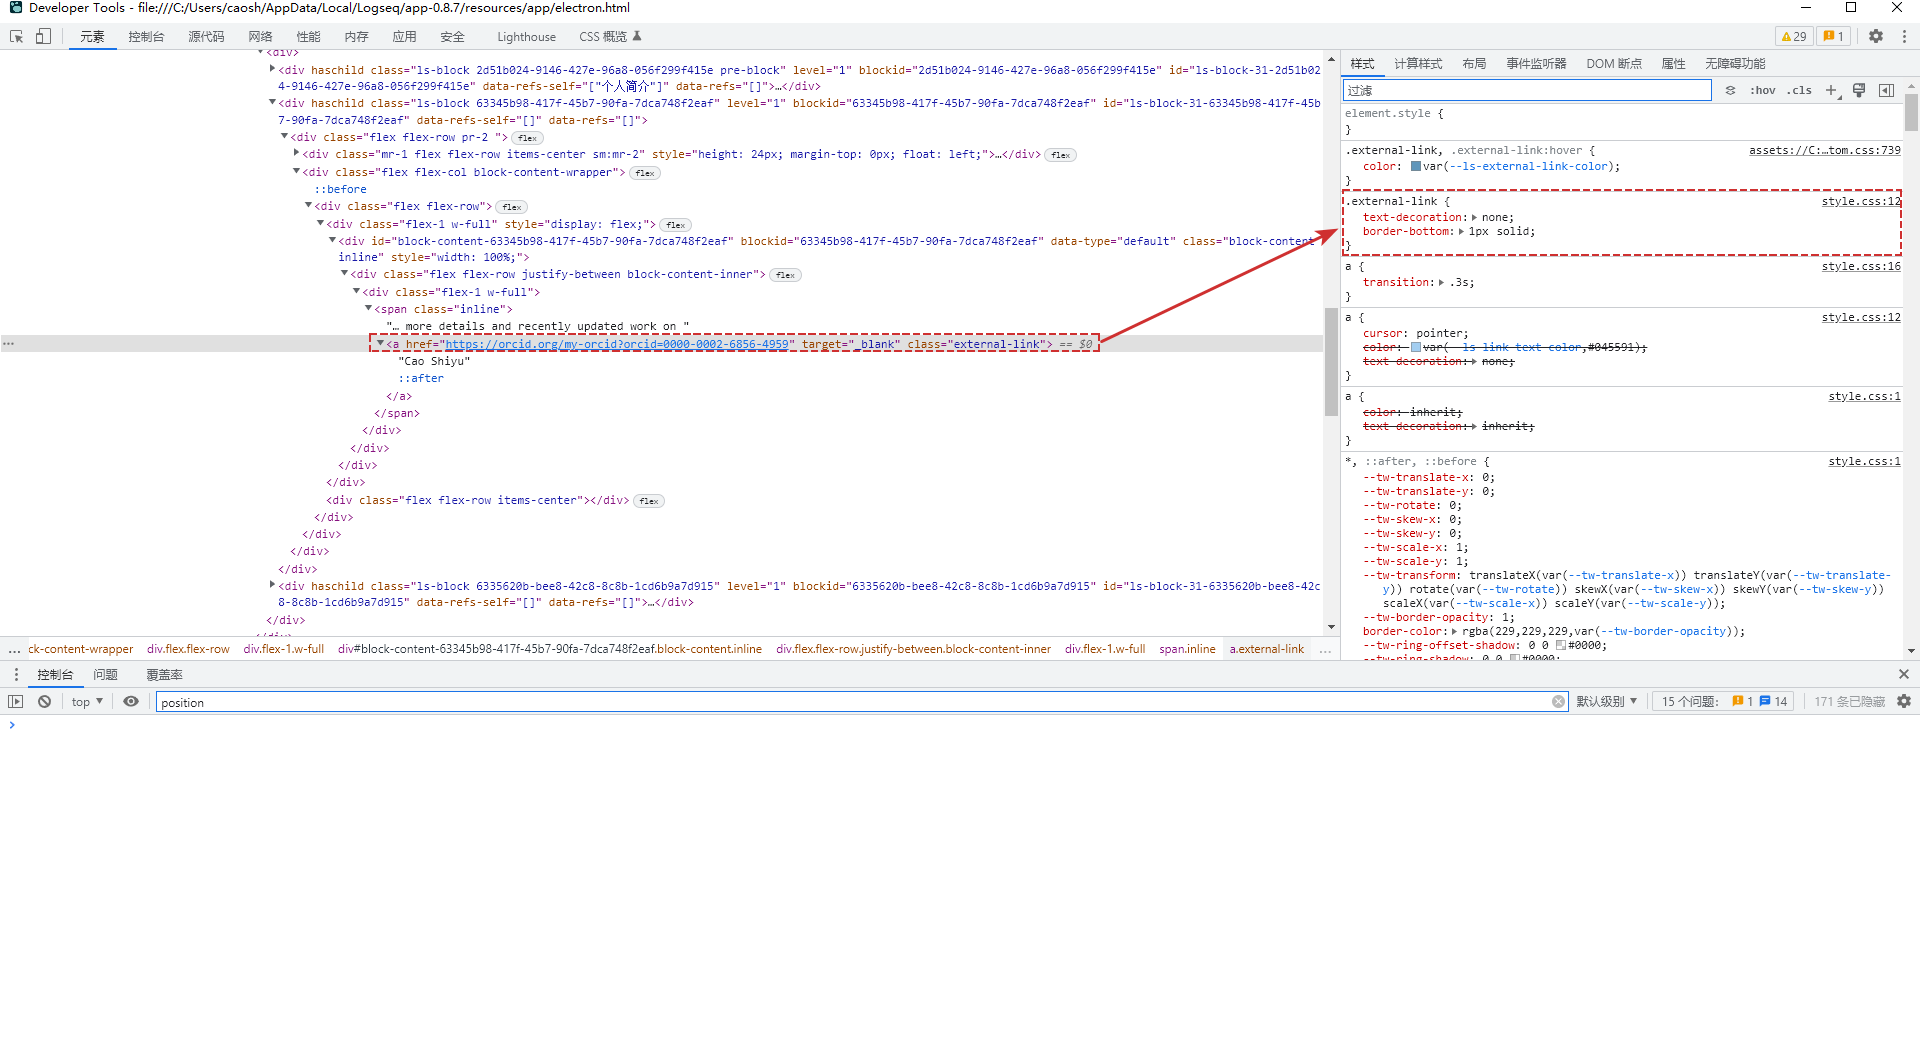 Developer Tools - file:///C:/Users/caosh/AppData/Local/Logseq/app-0.8.7/resources/app/electron.html
元素 控制台 源代码 网络 性能 内存 应用 安全 Lighthouse CSS 概览 29 1
<div>
<div haschild class="ls-block 2d51b024-9146-427e-96a8-056f299f415e pre-block" level="1" blockid="2d51b024-9146-427e-96a8-056f299f415e" id="ls-block-31-2d51b02
4-9146-427e-96a8-056f299f415e" data-refs-self="["个人简介"]" data-refs="[]">…</div>
<div haschild class="ls-block 63345b98-417f-45b7-90fa-7dca748f2eaf" level="1" blockid="63345b98-417f-45b7-90fa-7dca748f2eaf" id="ls-block-31-63345b98-417f-45b
7-90fa-7dca748f2eaf" data-refs-self="[]" data-refs="[]">
<div class="flex flex-row pr-2 "> flex
<div class="mr-1 flex flex-row items-center sm:mr-2" style="height: 24px; margin-top: 0px; float: left;">…</div> flex
<div class="flex flex-col block-content-wrapper"> flex
::before
<div class="flex flex-row"> flex
<div class="flex-1 w-full" style="display: flex;"> flex
<div id="block-content-63345b98-417f-45b7-90fa-7dca748f2eaf" blockid="63345b98-417f-45b7-90fa-7dca748f2eaf" data-type="default" class="block-content
inline" style="width: 100%;">
<div class="flex flex-row justify-between block-content-inner"> flex
<div class="flex-1 w-full">
<span class="inline">
"… more details and recently updated work on "
<a href="https://orcid.org/my-orcid?orcid=0000-0002-6856-4959" target="_blank" class="external-link"> == $0
"Cao Shiyu"
::after
</a>
</span>
</div>
</div>
</div>
</div>
<div class="flex flex-row items-center"></div> flex
</div>
</div>
</div>
</div>
<div haschild class="ls-block 6335620b-bee8-42c8-8c8b-1cd6b9a7d915" level="1" blockid="6335620b-bee8-42c8-8c8b-1cd6b9a7d915" id="ls-block-31-6335620b-bee8-42c
8-8c8b-1cd6b9a7d915" data-refs-self="[]" data-refs="[]">…</div>
</div>
</div>
… ck-content-wrapper div.flex.flex-row div.flex-1.w-full div#block-content-63345b98-417f-45b7-90fa-7dca748f2eaf.block-content.inline div.flex.flex-row.justify-between.block-content-inner div.flex-1.w-full span.inline a.external-link …
样式 计算样式 布局 事件监听器 DOM 断点 属性 无障碍功能
过滤 :hov .cls
element.style {
}
.external-link, .external-link:hover { assets://C:…tom.css:739
color: var(--ls-external-link-color);
}
.external-link { style.css:12
text-decoration: none;
border-bottom: 1px solid;
}
a { style.css:16
transition: .3s;
}
a { style.css:12
cursor: pointer;
color: var(--ls-link-text-color,#045591);
text-decoration: none;
}
a { style.css:1
color: inherit;
text-decoration: inherit;
}
*, ::after, ::before { style.css:1
--tw-translate-x: 0;
--tw-translate-y: 0;
--tw-rotate: 0;
--tw-skew-x: 0;
--tw-skew-y: 0;
--tw-scale-x: 1;
--tw-scale-y: 1;
--tw-transform: translateX(var(--tw-translate-x)) translateY(var(--tw-translate-
y)) rotate(var(--tw-rotate)) skewX(var(--tw-skew-x)) skewY(var(--tw-skew-y))
scaleX(var(--tw-scale-x)) scaleY(var(--tw-scale-y));
--tw-border-opacity: 1;
border-color: rgba(229,229,229,var(--tw-border-opacity));
--tw-ring-offset-shadow: 0 0 #0000;
--tw-ring-shadow: 0 0 #0000;
控制台 问题 覆盖率
top position 默认级别 15 个问题: 1 14 171 条已隐藏